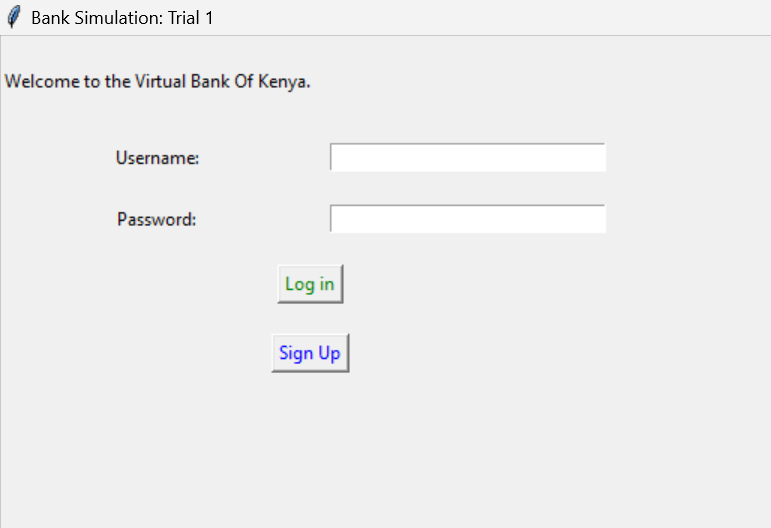 Bank Simulation: Trial 1
Welcome to the Virtual Bank Of Kenya.
Username:
Password:
Log in
Sign Up